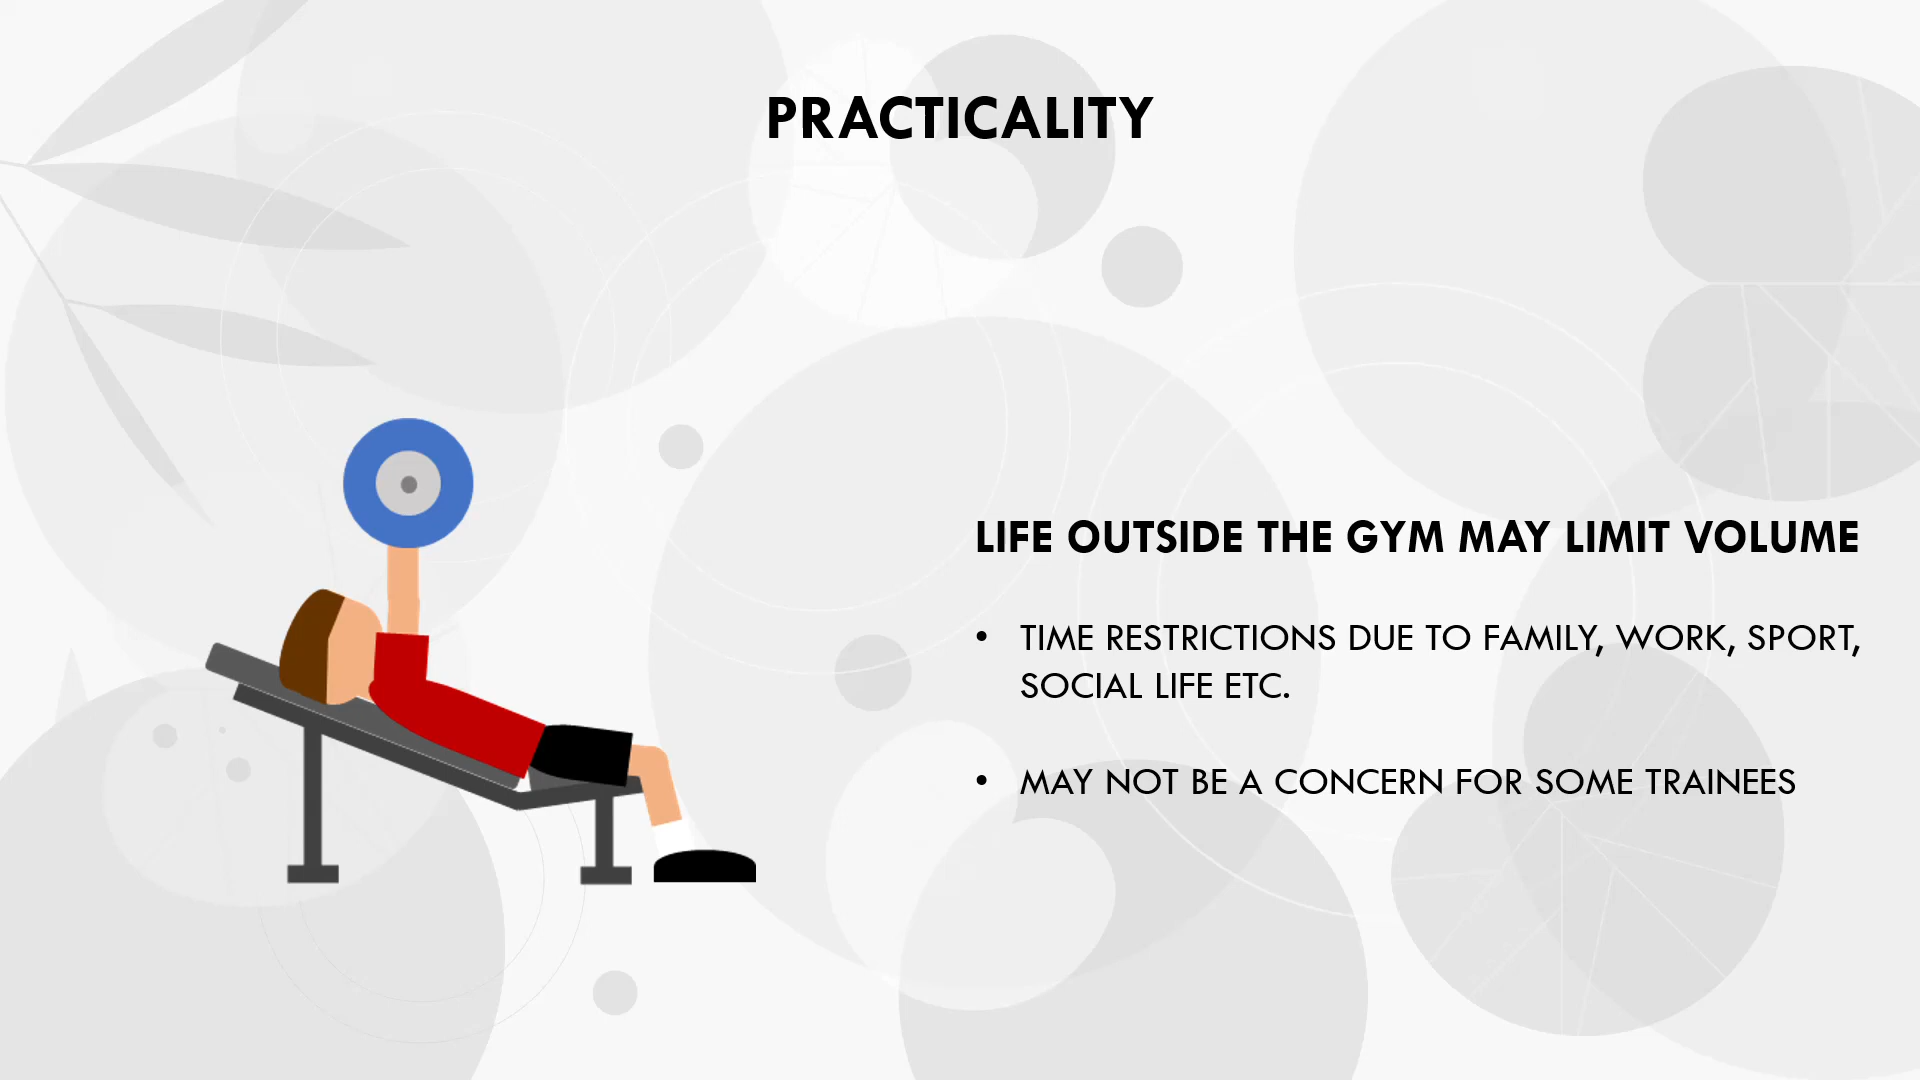 PRACTICALITY
LIFE OUTSIDE THE GYM MAY LIMIT VOLUME
• TIME RESTRICTIONS DUE TO FAMILY, WORK, SPORT,
SOCIAL LIFE ETC.
• MAY NOT BE A CONCERN FOR SOME TRAINEES